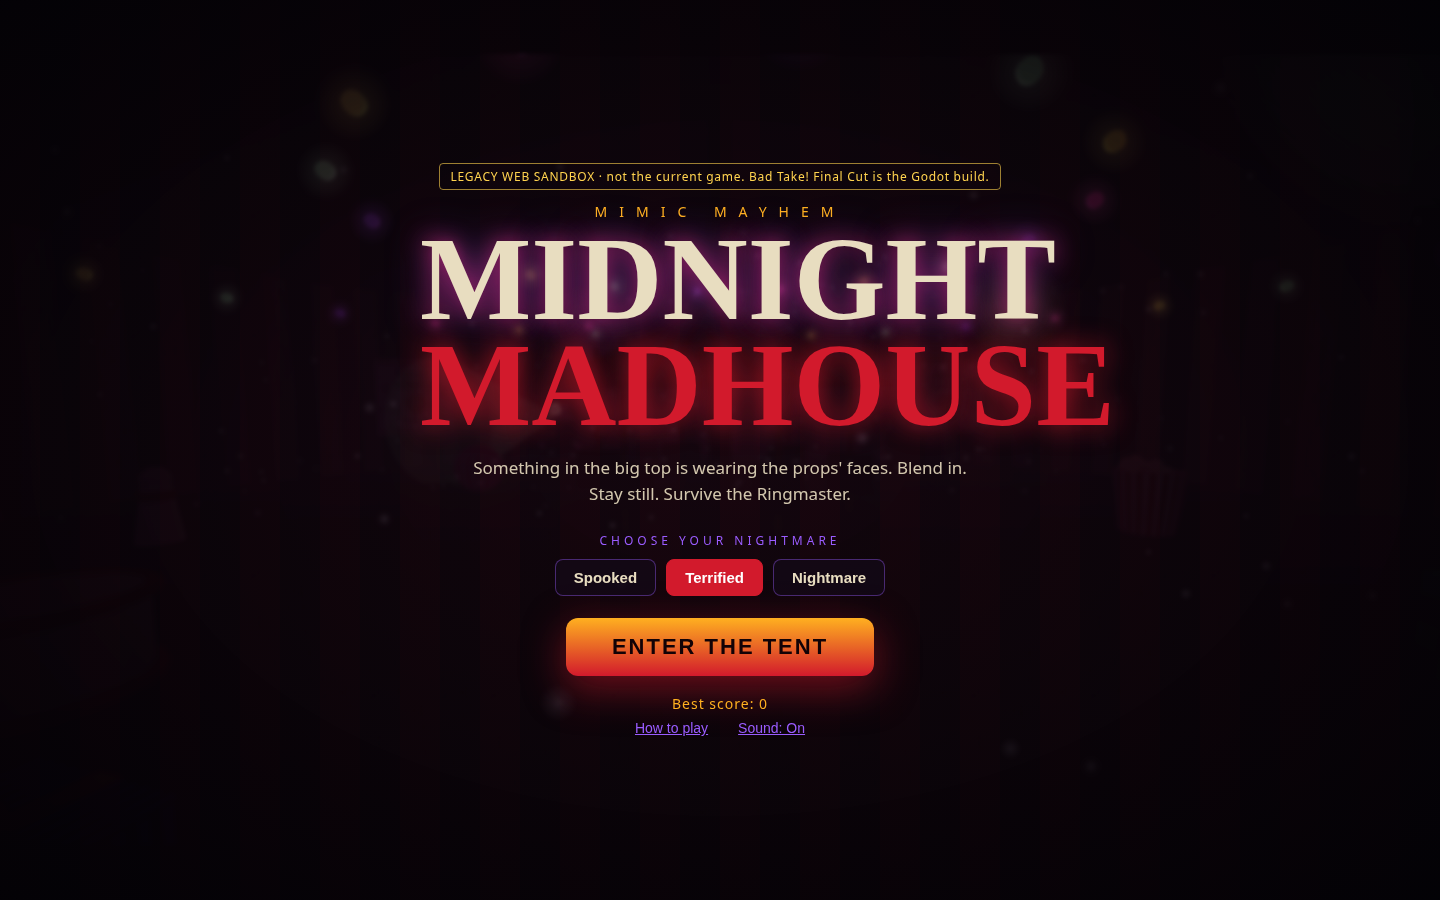 LEGACY WEB SANDBOX · not the current game. Bad Take! Final Cut is the Godot build.
MIMIC MAYHEM
MIDNIGHT
MADHOUSE
Something in the big top is wearing the props' faces. Blend in.
Stay still. Survive the Ringmaster.
CHOOSE YOUR NIGHTMARE
Spooked Terrified Nightmare
ENTER THE TENT
Best score: 0
How to play Sound: On